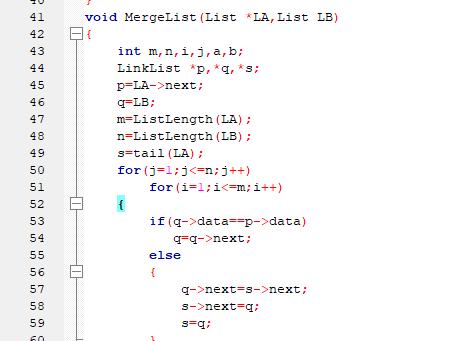 40 }
41 void MergeList(List *LA,List LB)
42 {
43 int m,n,i,j,a,b;
44 LinkList *p,*q,*s;
45 p=LA->next;
46 q=LB;
47 m=ListLength(LA);
48 n=ListLength(LB);
49 s=tail(LA);
50 for(j=1;j<=n;j++)
51 for(i=1;i<=m;i++)
52 {
53 if(q->data==p->data)
54 q=q->next;
55 else
56 {
57 q->next=s->next;
58 s->next=q;
59 s=q;
60 }